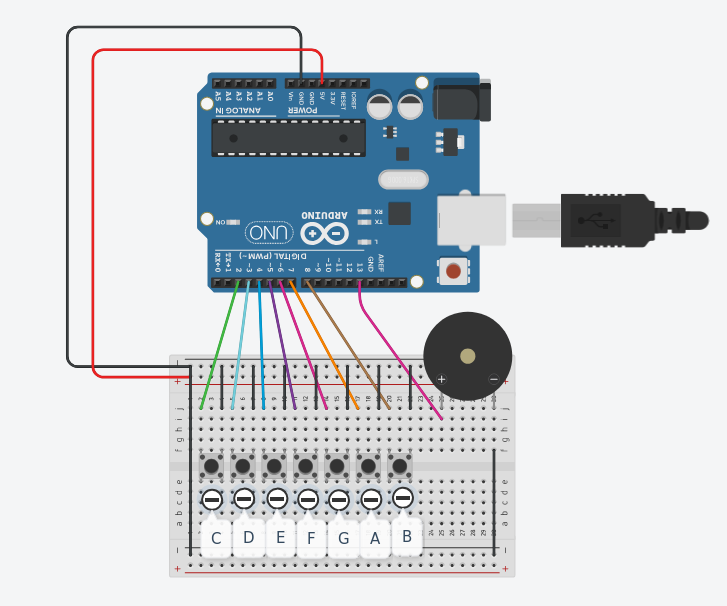 A5 A4 A3 A2 A1 A0 Vin GND GND 5V 3.3V RESET IOREF
ANALOG IN POWER
RX
TX
ON
UNO
ARDUINO
L
DIGITAL (PWM~)
RX←0 TX→1 2 ~3 4 ~5 ~6 7 8 ~9 ~10 ~11 12 13 GND AREF
+ −
j j
i i
h h
g g
f f
e e
d d
c c
b b
a a
C D E F G A B
− −
+ +